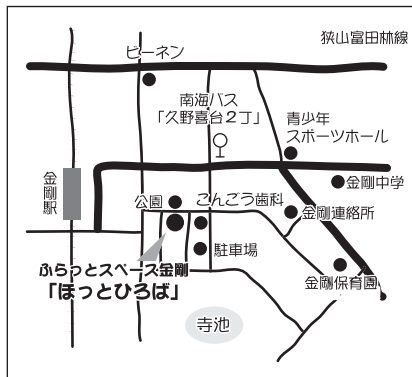 狭山富田林線
ビーネン
南海バス
「久野喜台2丁」
青少年
スポーツホール
金剛駅
公園
こんごう歯科
金剛中学
金剛連絡所
駐車場
ふらっとスペース金剛
「ほっとひろば」
金剛保育園
寺池